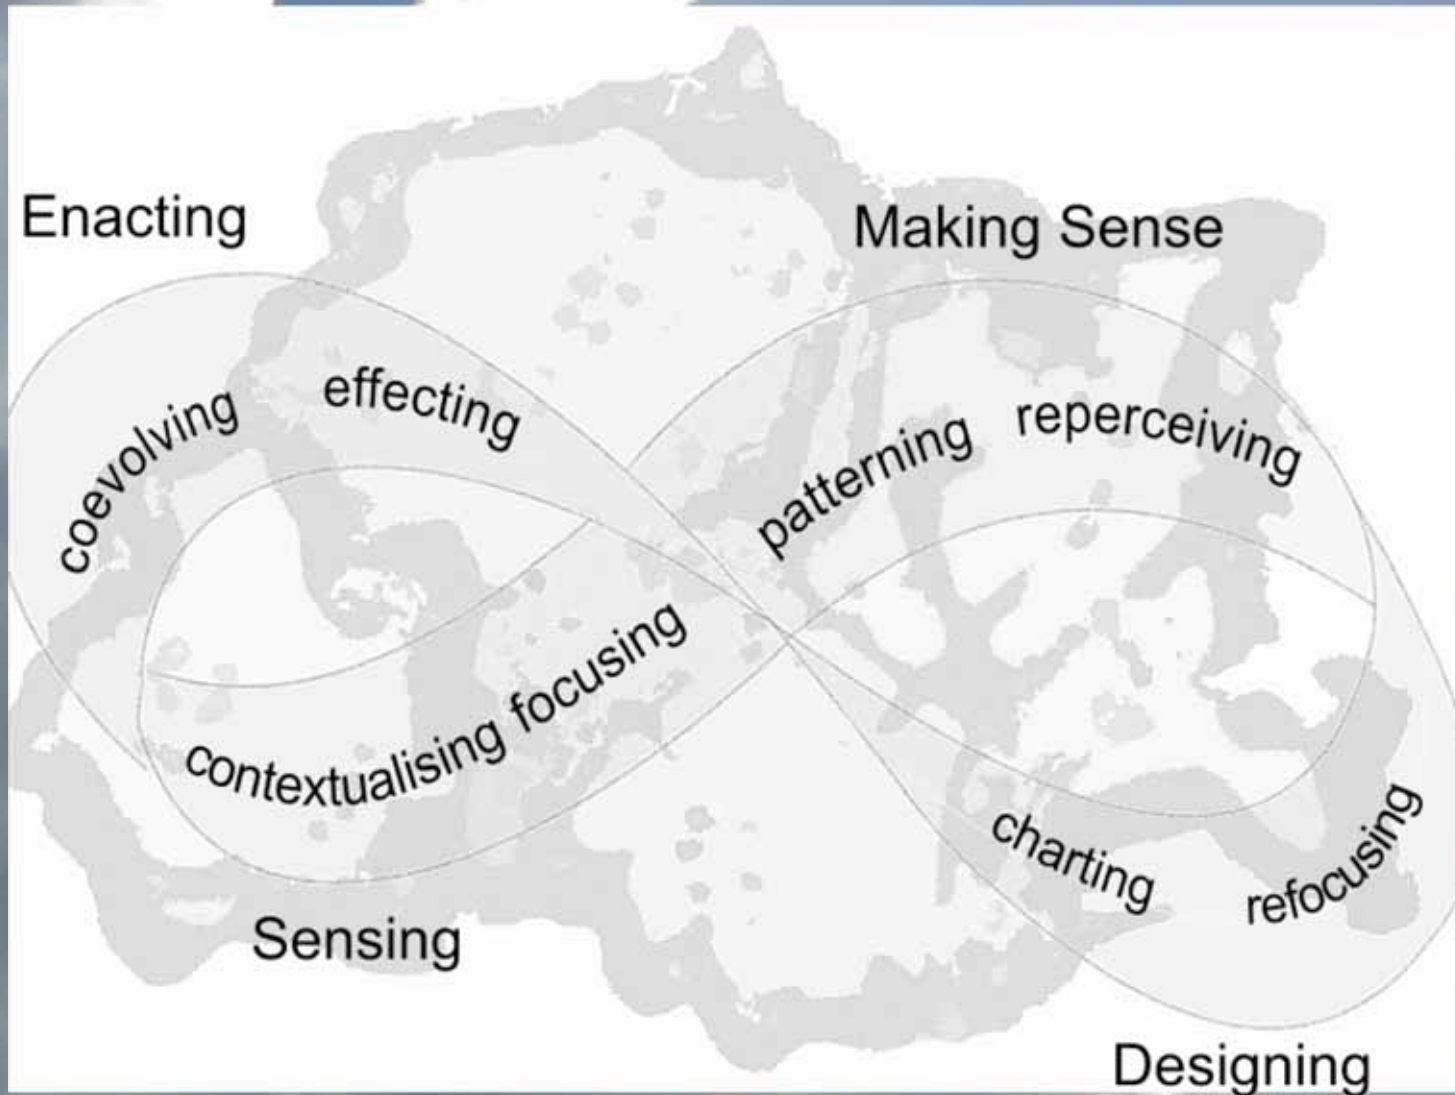 Enacting
Making Sense
coevolving
effecting
patterning
reperceiving
contextualising
focusing
charting
refocusing
Sensing
Designing